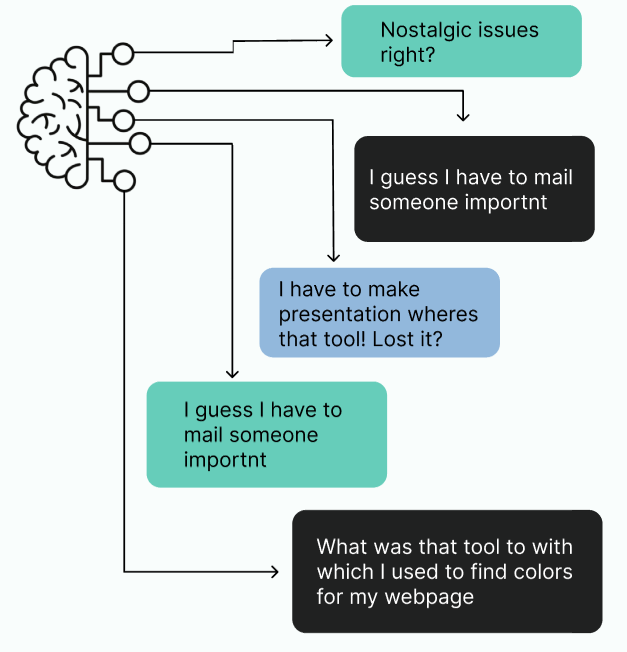 Nostalgic issues
right?
I guess I have to mail
someone importnt
I have to make
presentation wheres
that tool! Lost it?
I guess I have to
mail someone
importnt
What was that tool to with
which I used to find colors
for my webpage